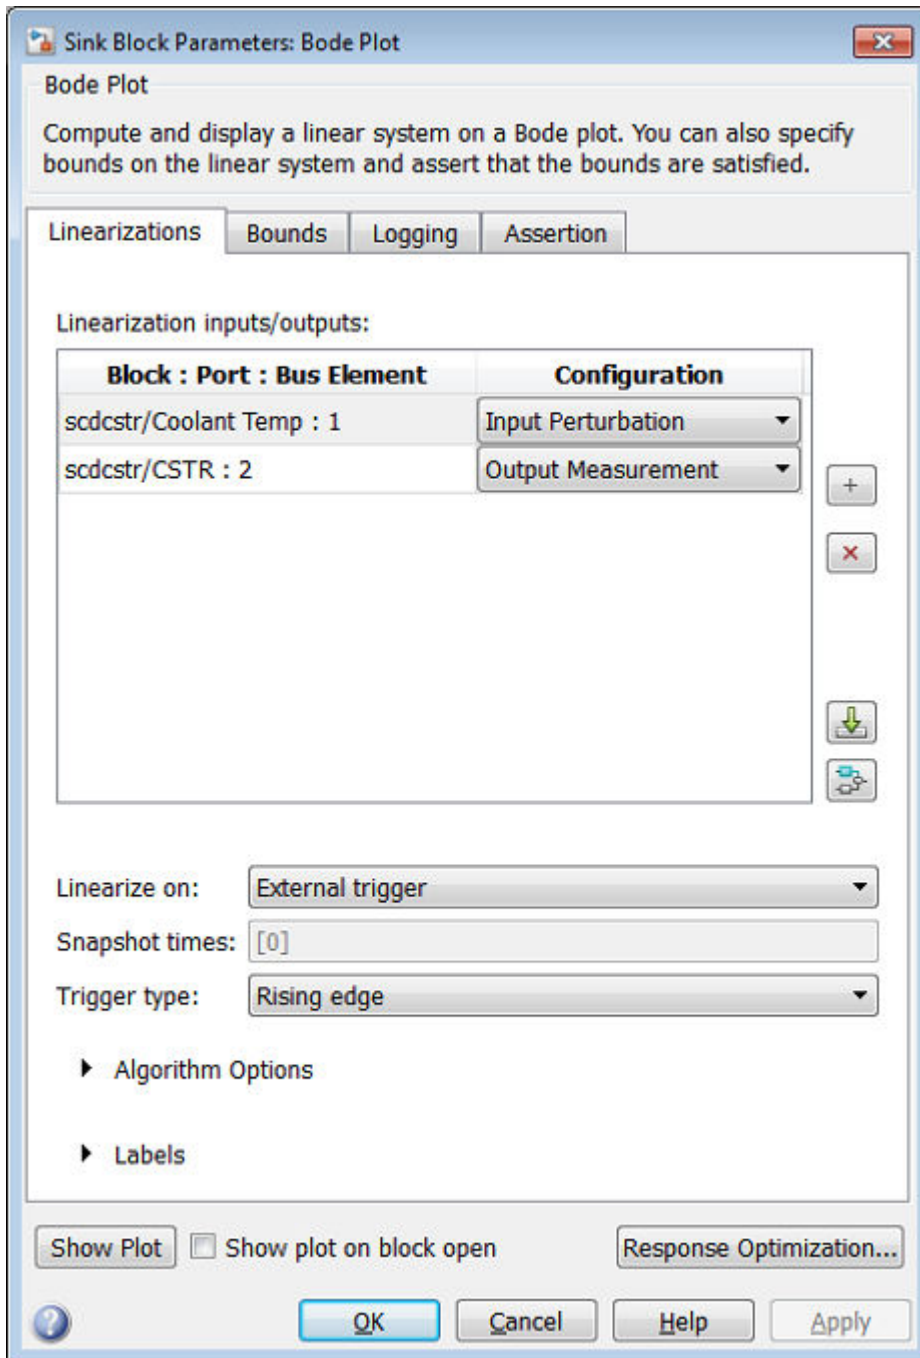 Sink Block Parameters: Bode Plot
Bode Plot
Compute and display a linear system on a Bode plot. You can also specify
bounds on the linear system and assert that the bounds are satisfied.
Linearizations Bounds Logging Assertion
Linearization inputs/outputs:
Block : Port : Bus Element Configuration
scdcstr/Coolant Temp : 1 Input Perturbation
scdcstr/CSTR : 2 Output Measurement
Linearize on: External trigger
Snapshot times: [0]
Trigger type: Rising edge
Algorithm Options
Labels
Show Plot Show plot on block open Response Optimization...
OK Cancel Help Apply